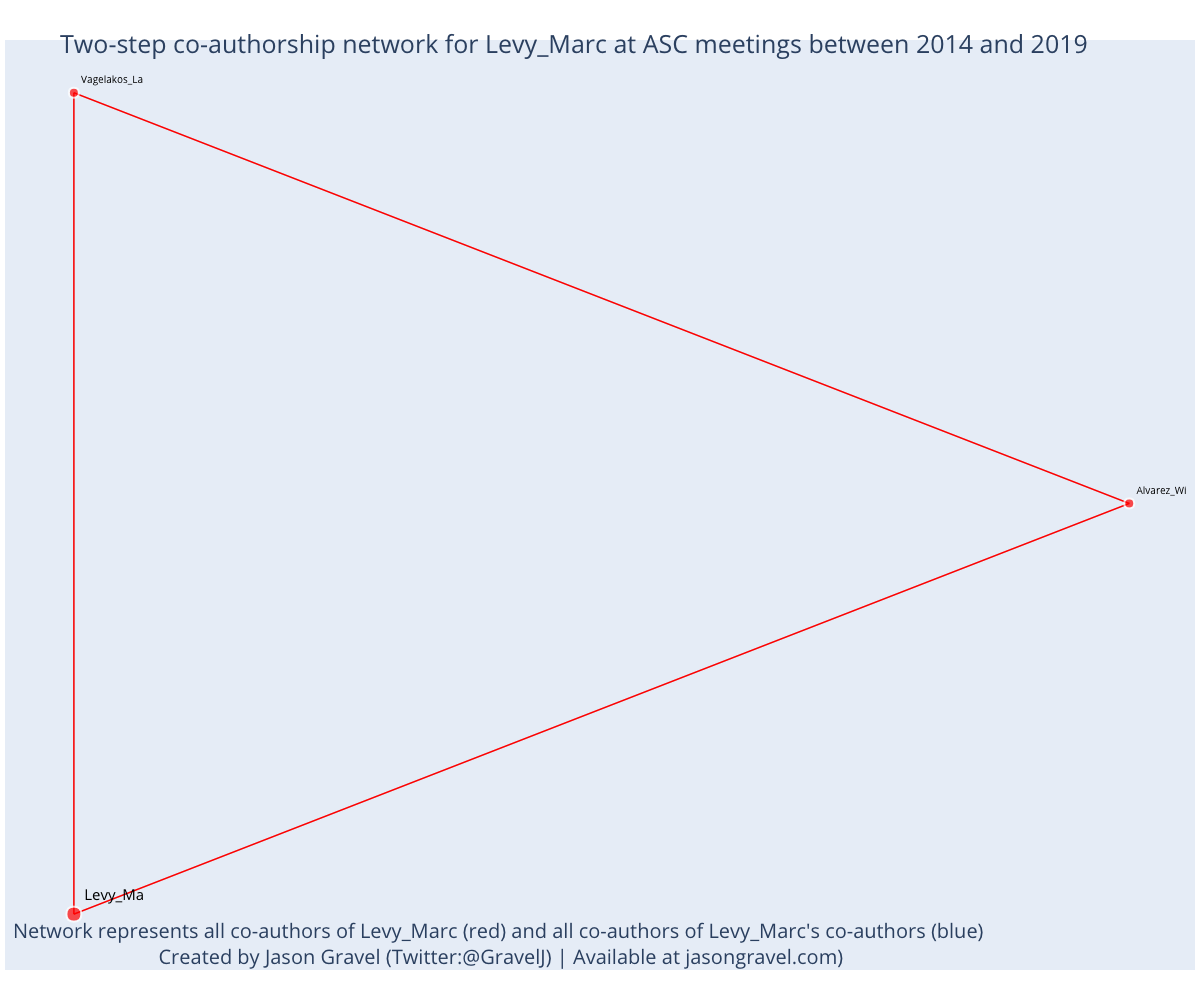 Two-step co-authorship network for Levy_Marc at ASC meetings between 2014 and 2019
Vagelakos_La
Alvarez_Wi
Levy_Ma
Network represents all co-authors of Levy_Marc (red) and all co-authors of Levy_Marc's co-authors (blue)
Created by Jason Gravel (Twitter:@GravelJ) | Available at jasongravel.com)